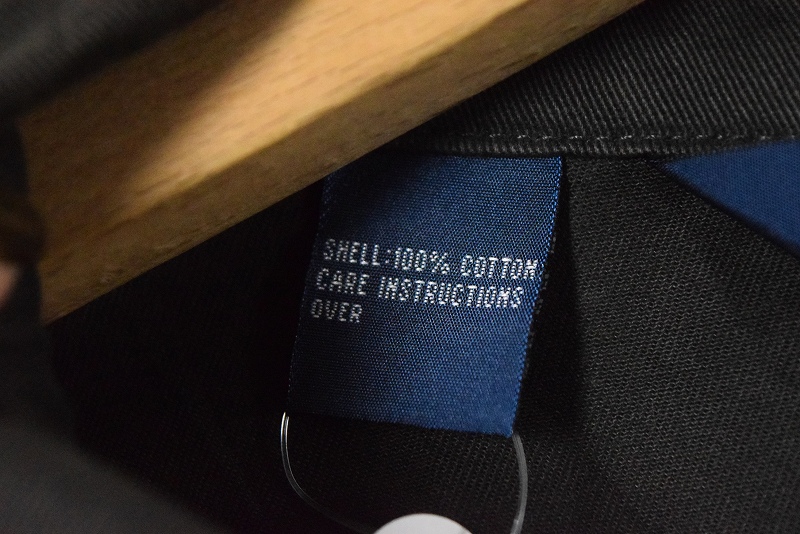 SHELL:100% COTTON
CARE INSTRUCTIONS
OVER